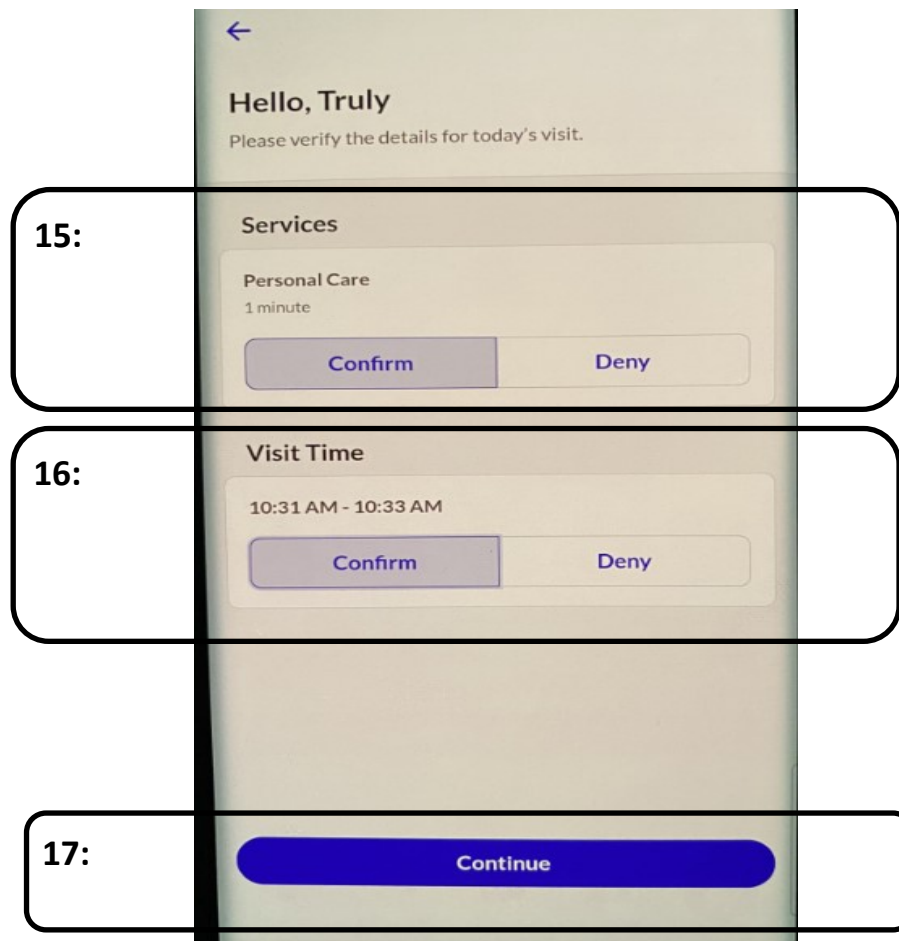 Hello, Truly
Please verify the details for today's visit.
15:
Services
Personal Care
1 minute
Confirm Deny
16:
Visit Time
10:31 AM - 10:33 AM
Confirm Deny
17:
Continue